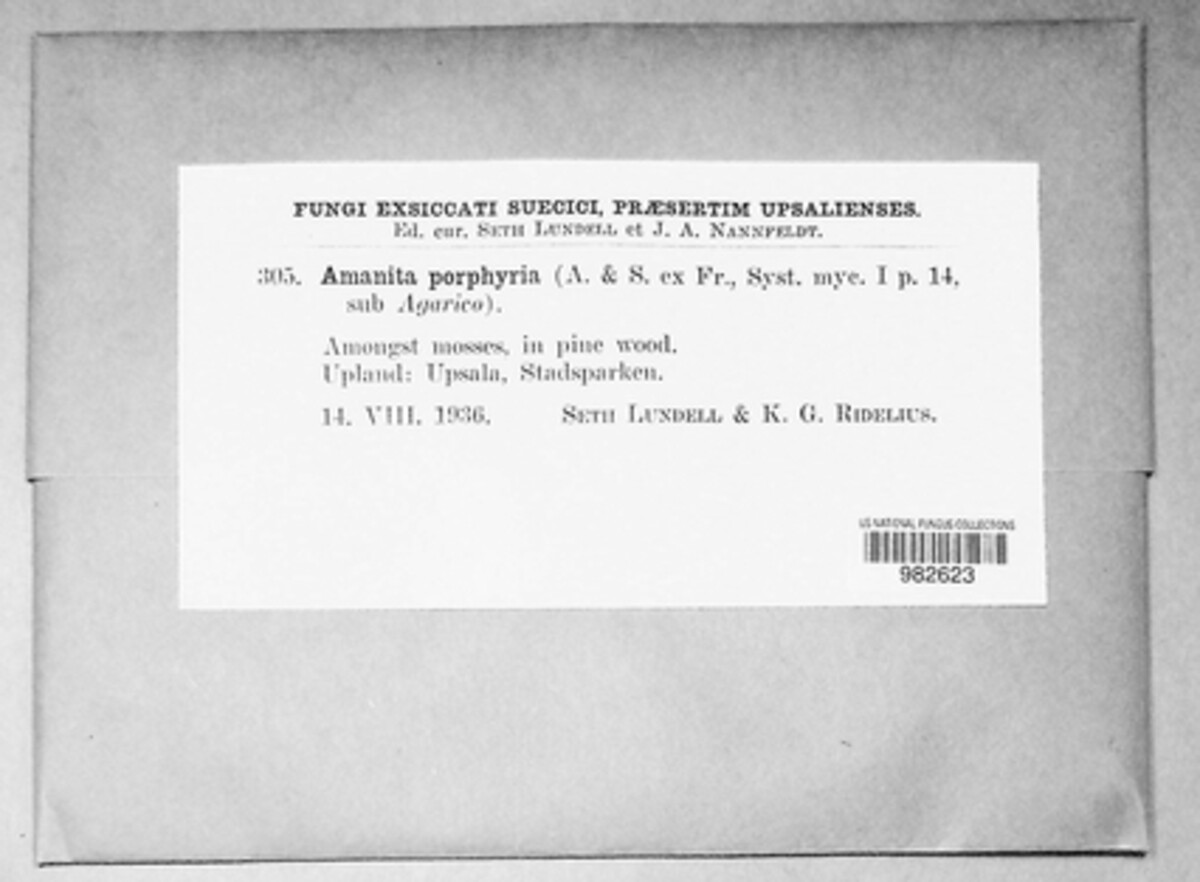 FUNGI EXSICCATI SUECICI, PRÆSERTIM UPSALIENSES.
Ed. cur. SETH LUNDELL et J. A. NANNFELDT.
305. Amanita porphyria (A. & S. ex Fr., Syst. myc. I p. 14,
sub Agarico).
Amongst mosses, in pine wood.
Upland: Upsala, Stadsparken.
14. VIII. 1936. SETH LUNDELL & K. G. RIDELIUS.
US NATIONAL FUNGUS COLLECTIONS
982623